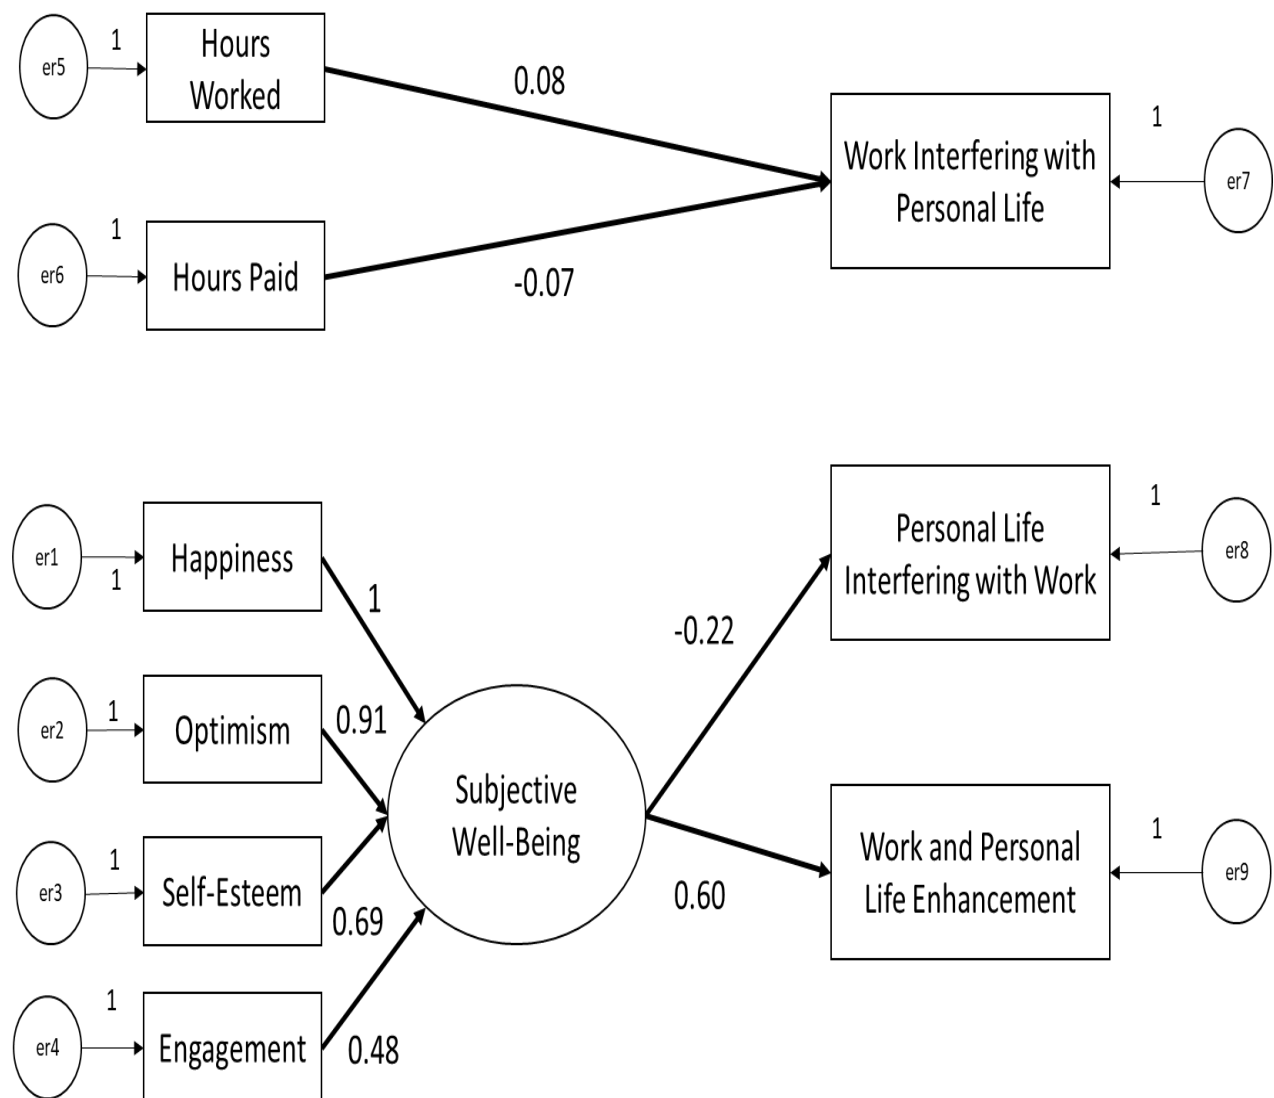 er5
1
Hours
Worked
0.08
Work Interfering with
Personal Life
1
er7
er6
1
Hours Paid
-0.07
er1
1
Happiness
1
er2
1
Optimism
0.91
er3
1
Self-Esteem
0.69
er4
1
Engagement
0.48
Subjective
Well-Being
-0.22
Personal Life
Interfering with Work
1
er8
0.60
Work and Personal
Life Enhancement
1
er9